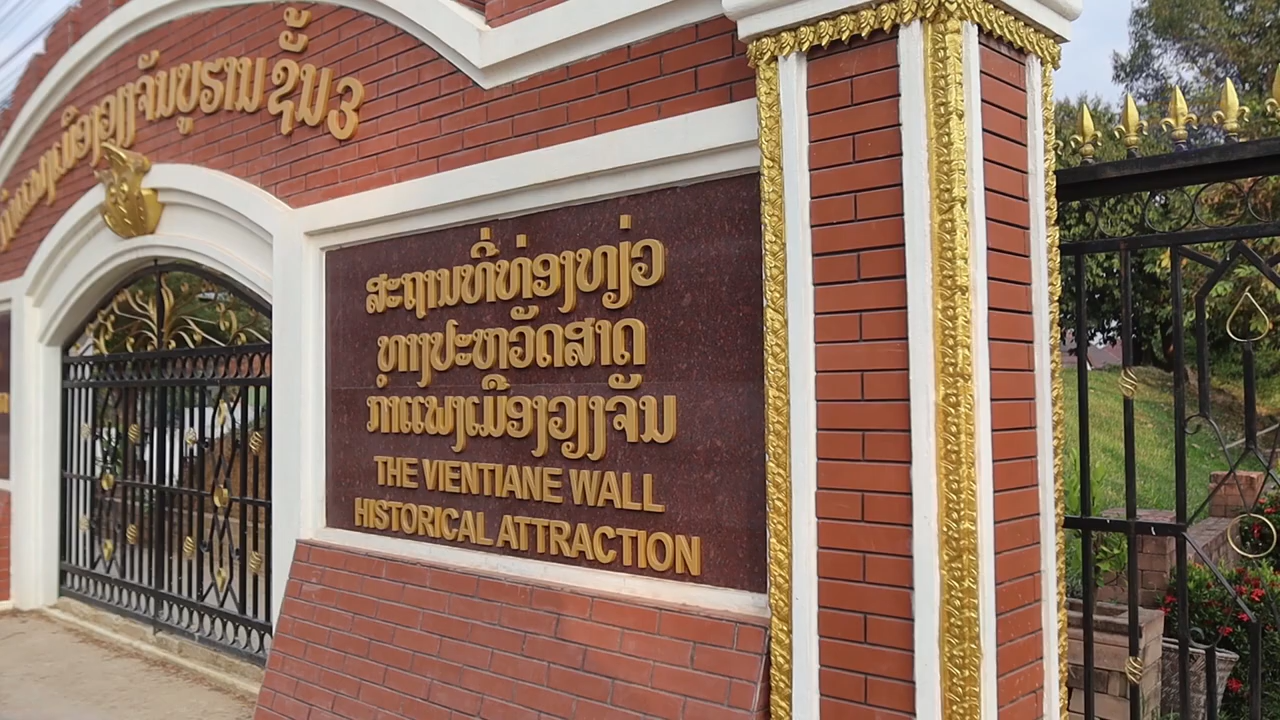 ກຳແພງເມືອງວຽງຈັນບູຮານ ຊັ້ນ 3
ສະຖານທີ່ທ່ອງທ່ຽວ
ທາງປະຫວັດສາດ
ກຳແພງເມືອງວຽງຈັນ
THE VIENTIANE WALL
HISTORICAL ATTRACTION